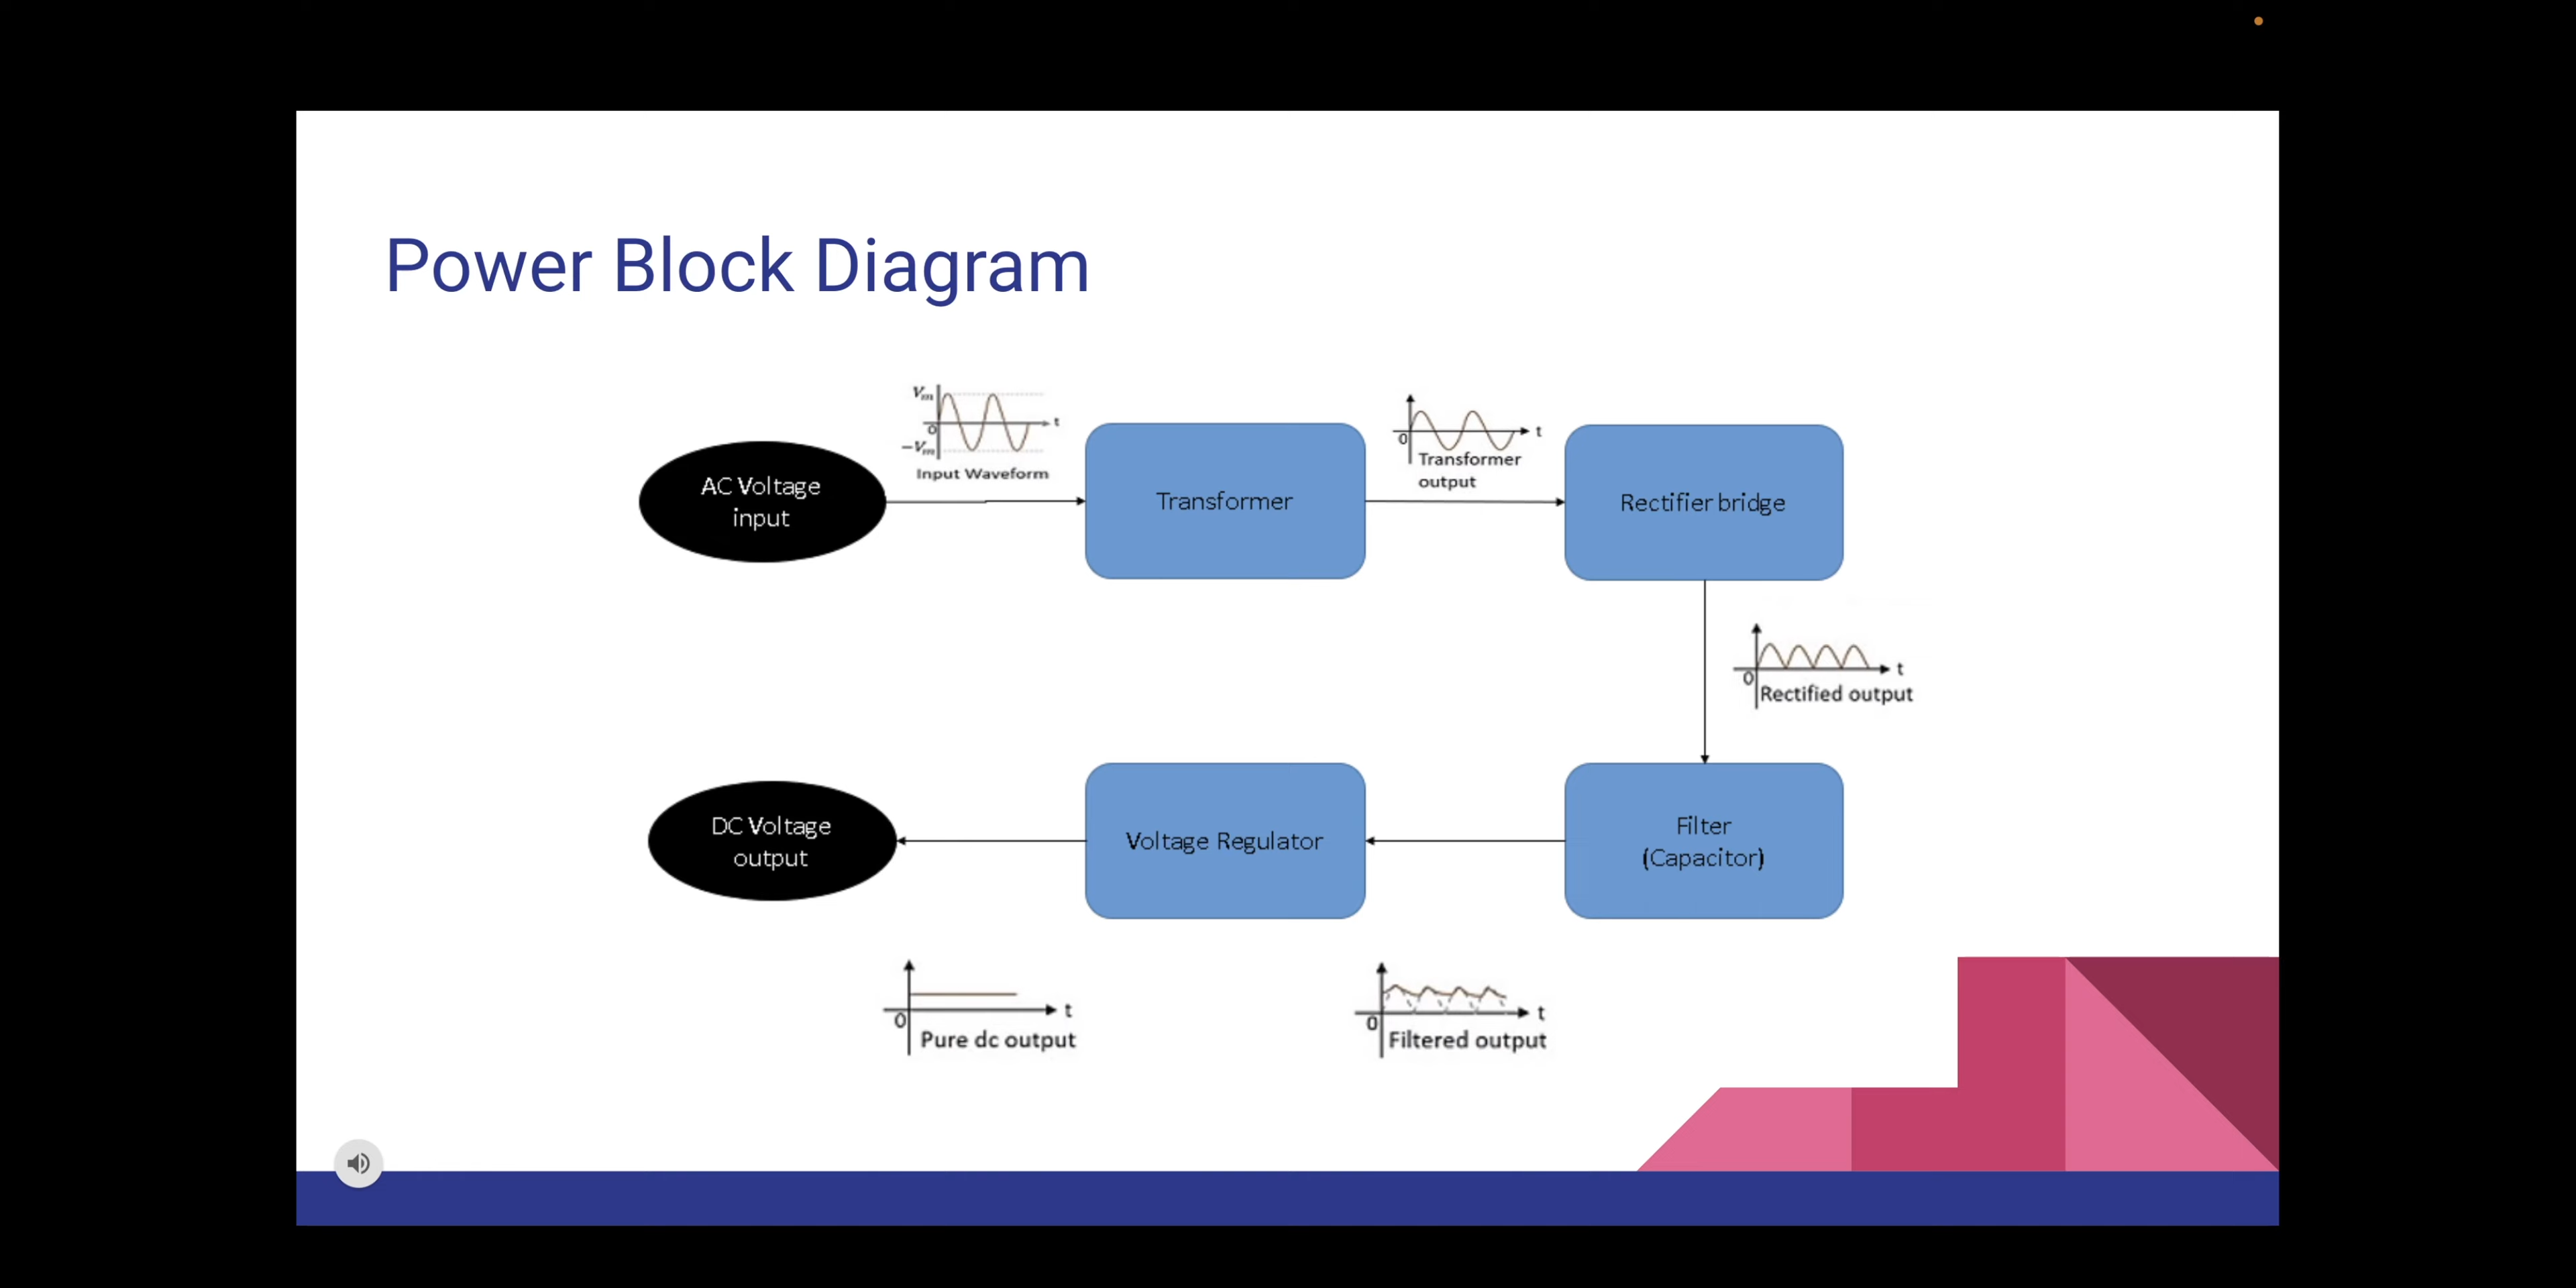 Power Block Diagram
Vm
0
t
−Vm
Input Waveform
AC Voltage
input
Transformer
0
t
Transformer
output
Rectifier bridge
0
t
Rectified output
Filter
(Capacitor)
Voltage Regulator
DC Voltage
output
0
t
Pure dc output
0
t
Filtered output